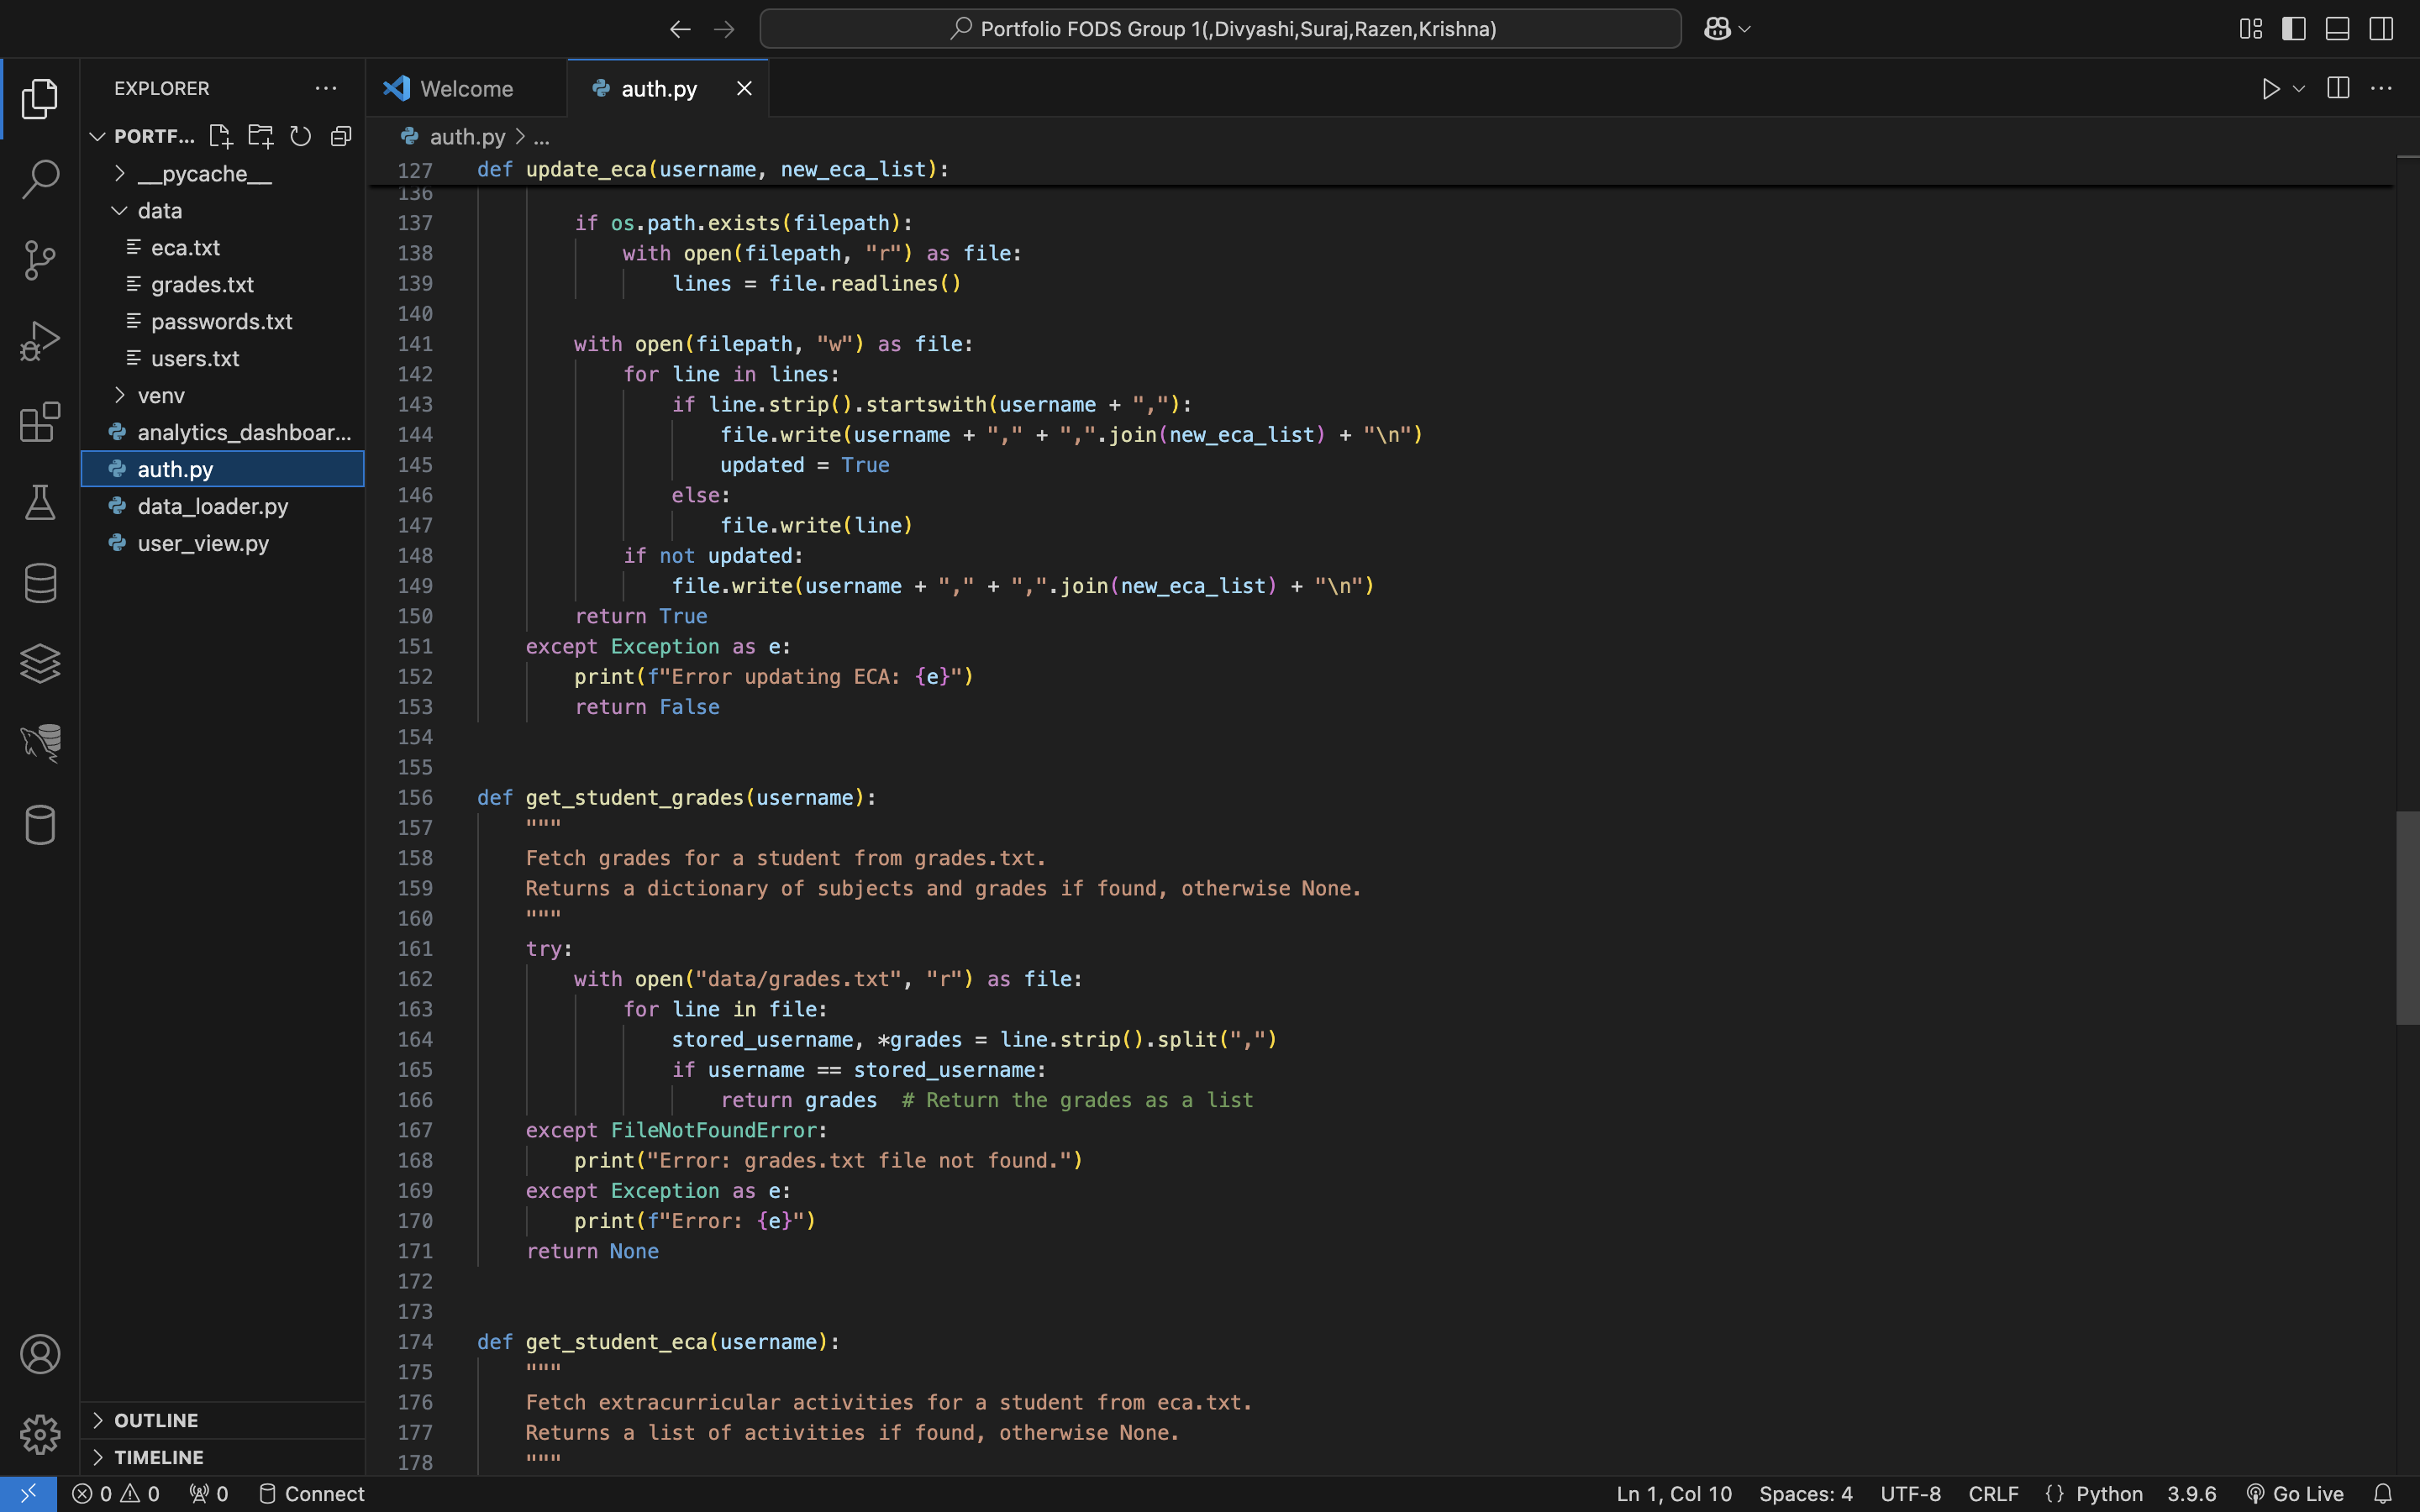 Portfolio FODS Group 1(,Divyashi,Suraj,Razen,Krishna)
EXPLORER
PORTF...
__pycache__
data
eca.txt
grades.txt
passwords.txt
users.txt
venv
analytics_dashboar...
auth.py
data_loader.py
user_view.py
OUTLINE
TIMELINE
Welcome
auth.py
auth.py > ...
127 def update_eca(username, new_eca_list):
136
137 if os.path.exists(filepath):
138 with open(filepath, "r") as file:
139 lines = file.readlines()
140
141 with open(filepath, "w") as file:
142 for line in lines:
143 if line.strip().startswith(username + ","):
144 file.write(username + "," + ",".join(new_eca_list) + "\n")
145 updated = True
146 else:
147 file.write(line)
148 if not updated:
149 file.write(username + "," + ",".join(new_eca_list) + "\n")
150 return True
151 except Exception as e:
152 print(f"Error updating ECA: {e}")
153 return False
154
155
156 def get_student_grades(username):
157 """
158 Fetch grades for a student from grades.txt.
159 Returns a dictionary of subjects and grades if found, otherwise None.
160 """
161 try:
162 with open("data/grades.txt", "r") as file:
163 for line in file:
164 stored_username, *grades = line.strip().split(",")
165 if username == stored_username:
166 return grades # Return the grades as a list
167 except FileNotFoundError:
168 print("Error: grades.txt file not found.")
169 except Exception as e:
170 print(f"Error: {e}")
171 return None
172
173
174 def get_student_eca(username):
175 """
176 Fetch extracurricular activities for a student from eca.txt.
177 Returns a list of activities if found, otherwise None.
178 """
0 0 0 Connect
Ln 1, Col 10 Spaces: 4 UTF-8 CRLF {} Python 3.9.6 Go Live